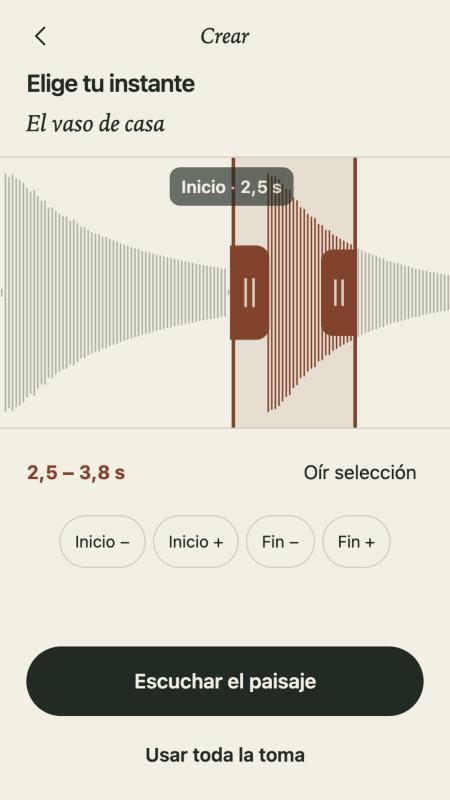 Crear
Elige tu instante
El vaso de casa
Inicio · 2,5 s
2,5 – 3,8 s
Oír selección
Inicio –
Inicio +
Fin –
Fin +
Escuchar el paisaje
Usar toda la toma